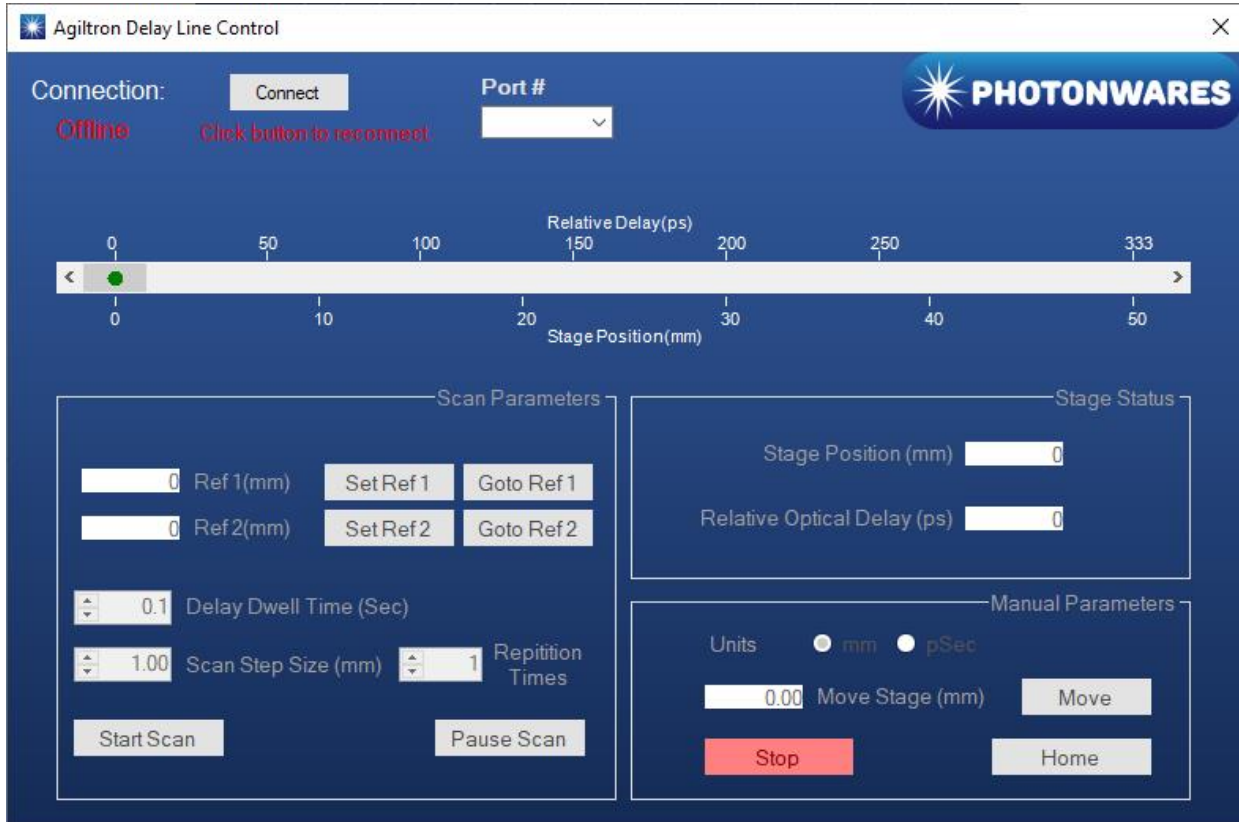 Agiltron Delay Line Control
Connection:
Connect
Port #
PHOTONWARES
Offline
Click button to reconnect
Relative Delay(ps)
0 50 100 150 200 250 333
0 10 20 30 40 50
Stage Position(mm)
Scan Parameters
0 Ref 1(mm) Set Ref 1 Goto Ref 1
0 Ref 2(mm) Set Ref 2 Goto Ref 2
0.1 Delay Dwell Time (Sec)
1.00 Scan Step Size (mm) 1 Repitition
Times
Start Scan Pause Scan
Stage Status
Stage Position (mm) 0
Relative Optical Delay (ps) 0
Manual Parameters
Units mm pSec
0.00 Move Stage (mm) Move
Stop Home